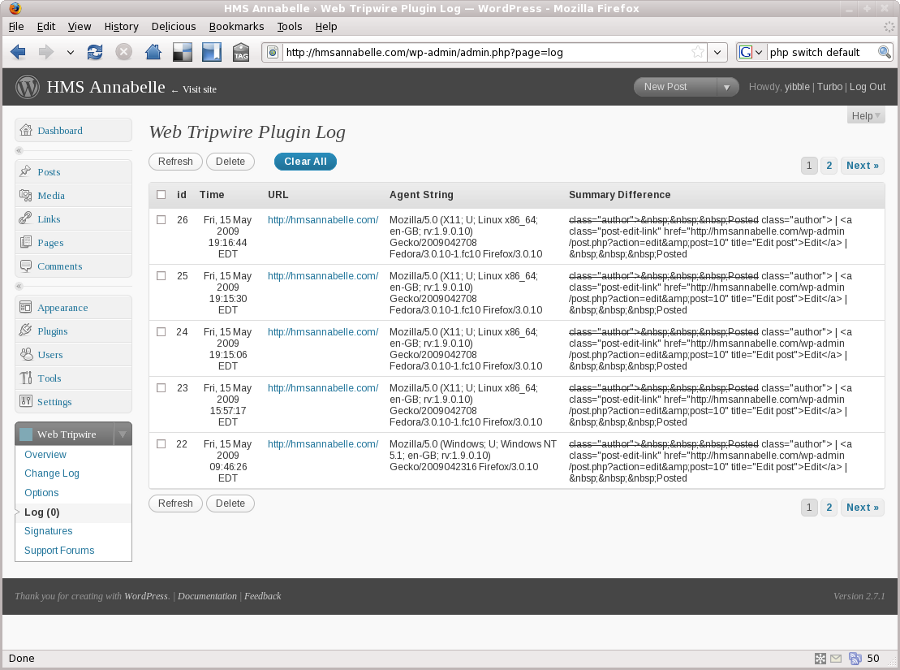 HMS Annabelle › Web Tripwire Plugin Log — WordPress - Mozilla Firefox
File Edit View History Delicious Bookmarks Tools Help
TAG
http://hmsannabelle.com/wp-admin/admin.php?page=log
G php switch default
HMS Annabelle ← Visit site
New Post
Howdy, yibble | Turbo | Log Out
Help
Dashboard
Posts
Media
Links
Pages
Comments
Appearance
Plugins
Users
Tools
Settings
Web Tripwire
Overview
Change Log
Options
Log (0)
Signatures
Support Forums
Web Tripwire Plugin Log
Refresh Delete Clear All
1 2 Next »
id Time URL Agent String Summary Difference
26 Fri, 15 May 2009 19:16:44 EDT
http://hmsannabelle.com/
Mozilla/5.0 (X11; U; Linux x86_64;
en-GB; rv:1.9.0.10)
Gecko/2009042708
Fedora/3.0.10-1.fc10 Firefox/3.0.10
class="author">&nbsp;&nbsp;&nbsp;Posted class="author"> | <a
class="post-edit-link" href="http://hmsannabelle.com/wp-admin
/post.php?action=edit&amp;post=10" title="Edit post">Edit</a> |
&nbsp;&nbsp;&nbsp;Posted
25 Fri, 15 May 2009 19:15:30 EDT
http://hmsannabelle.com/
Mozilla/5.0 (X11; U; Linux x86_64;
en-GB; rv:1.9.0.10)
Gecko/2009042708
Fedora/3.0.10-1.fc10 Firefox/3.0.10
class="author">&nbsp;&nbsp;&nbsp;Posted class="author"> | <a
class="post-edit-link" href="http://hmsannabelle.com/wp-admin
/post.php?action=edit&amp;post=10" title="Edit post">Edit</a> |
&nbsp;&nbsp;&nbsp;Posted
24 Fri, 15 May 2009 19:15:06 EDT
http://hmsannabelle.com/
Mozilla/5.0 (X11; U; Linux x86_64;
en-GB; rv:1.9.0.10)
Gecko/2009042708
Fedora/3.0.10-1.fc10 Firefox/3.0.10
class="author">&nbsp;&nbsp;&nbsp;Posted class="author"> | <a
class="post-edit-link" href="http://hmsannabelle.com/wp-admin
/post.php?action=edit&amp;post=10" title="Edit post">Edit</a> |
&nbsp;&nbsp;&nbsp;Posted
23 Fri, 15 May 2009 15:57:17 EDT
http://hmsannabelle.com/
Mozilla/5.0 (X11; U; Linux x86_64;
en-GB; rv:1.9.0.10)
Gecko/2009042708
Fedora/3.0.10-1.fc10 Firefox/3.0.10
class="author">&nbsp;&nbsp;&nbsp;Posted class="author"> | <a
class="post-edit-link" href="http://hmsannabelle.com/wp-admin
/post.php?action=edit&amp;post=10" title="Edit post">Edit</a> |
&nbsp;&nbsp;&nbsp;Posted
22 Fri, 15 May 2009 09:46:26 EDT
http://hmsannabelle.com/
Mozilla/5.0 (Windows; U; Windows NT
5.1; en-GB; rv:1.9.0.10)
Gecko/2009042316 Firefox/3.0.10
class="author">&nbsp;&nbsp;&nbsp;Posted class="author"> | <a
class="post-edit-link" href="http://hmsannabelle.com/wp-admin
/post.php?action=edit&amp;post=10" title="Edit post">Edit</a> |
&nbsp;&nbsp;&nbsp;Posted
Refresh Delete
1 2 Next »
Thank you for creating with WordPress. | Documentation | Feedback
Version 2.7.1
Done
50